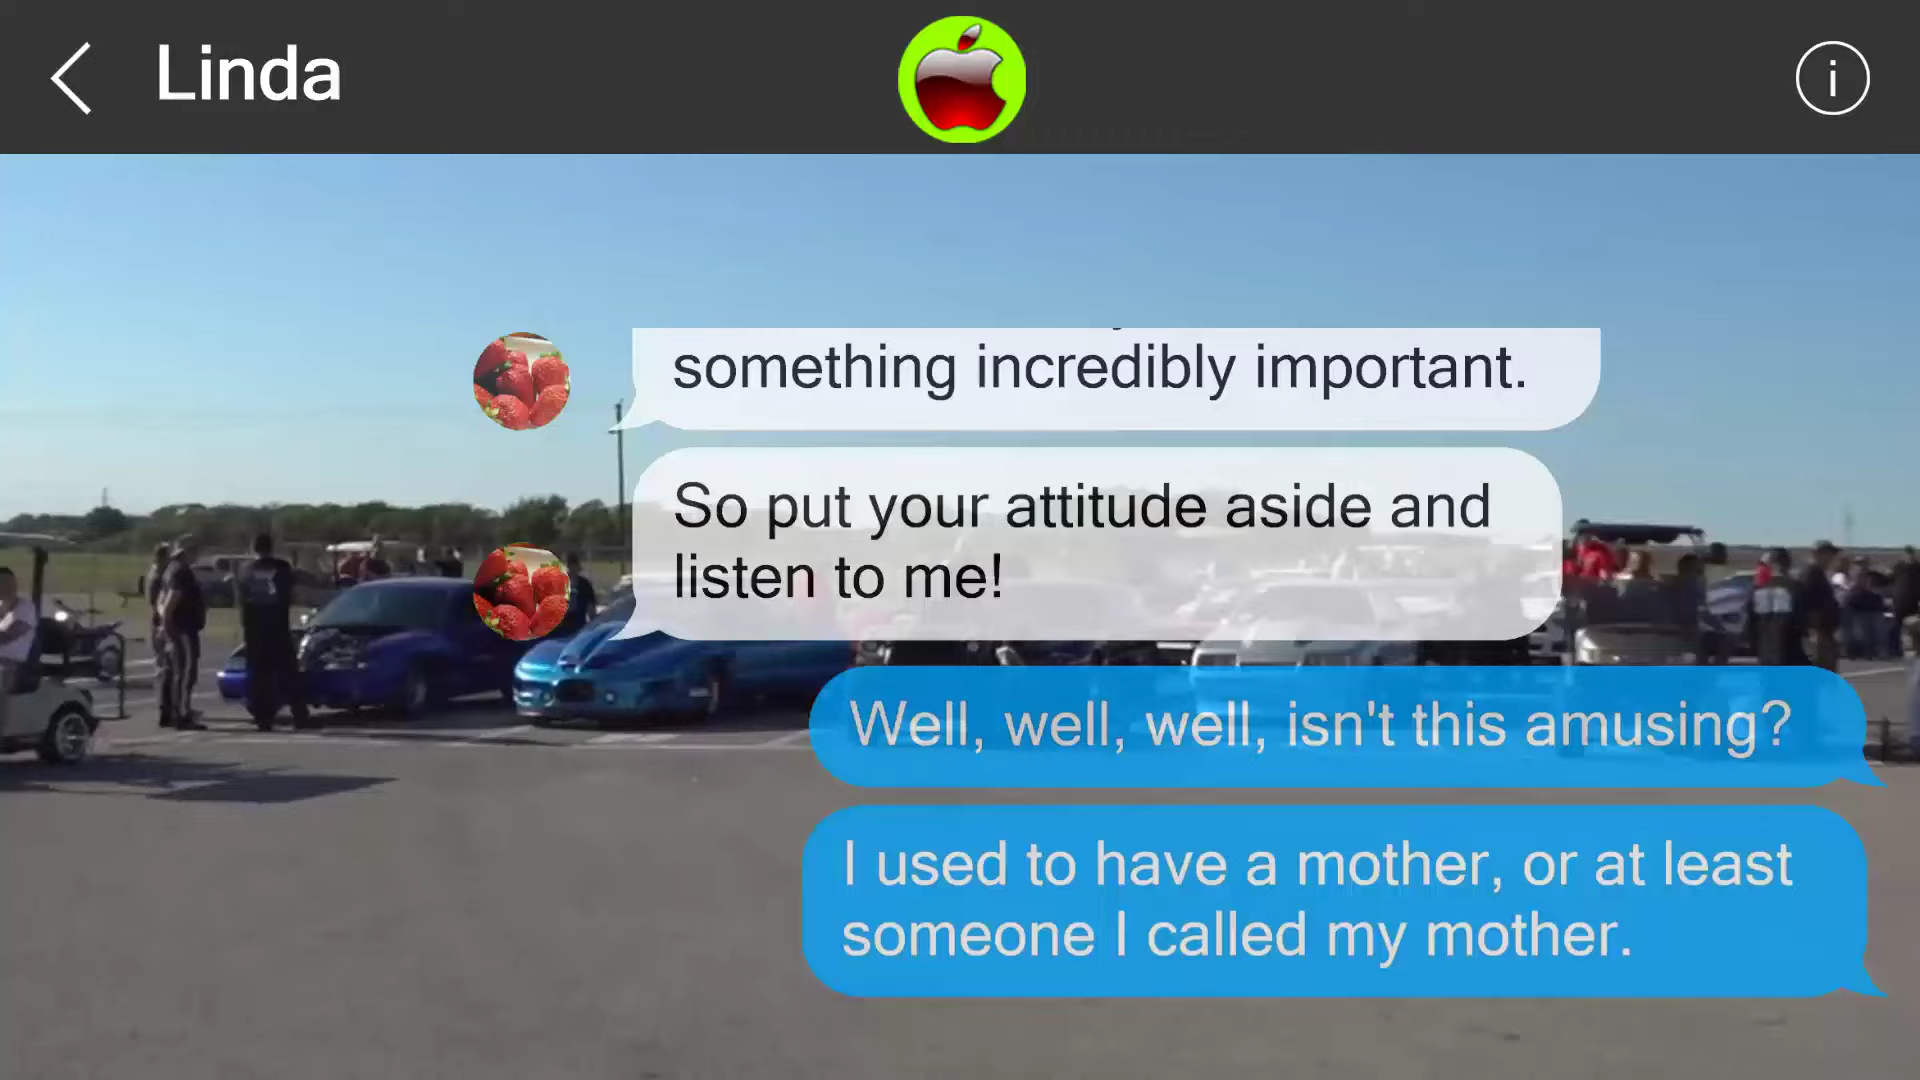 Linda
something incredibly important.
So put your attitude aside and
listen to me!
Well, well, well, isn't this amusing?
I used to have a mother, or at least
someone I called my mother.